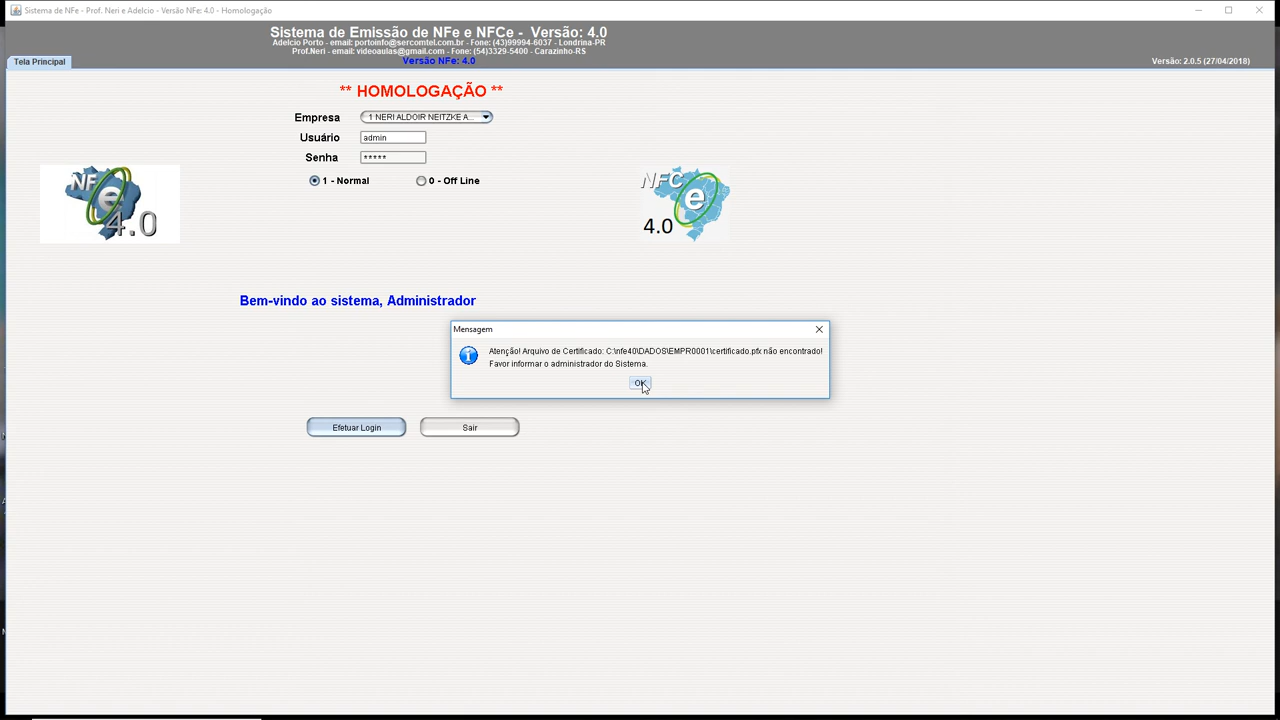 Sistema de NFe - Prof. Neri e Adelcio - Versão NFe: 4.0 - Homologação
Sistema de Emissão de NFe e NFCe - Versão: 4.0
Adelcio Porto - email: portoinfo@sercomtel.com.br - Fone: (43)99994-6037 - Londrina-PR
Prof.Neri - email: videoaulas@gmail.com - Fone: (54)3329-5400 - Carazinho-RS
Versão NFe: 4.0
Tela Principal
Versão: 2.0.5 (27/04/2018)
** HOMOLOGAÇÃO **
Empresa 1 NERI ALDOIR NEITZKE A...
Usuário admin
Senha *****
1 - Normal 0 - Off Line
NF e 4.0
NFC e 4.0
Bem-vindo ao sistema, Administrador
Mensagem
Atenção! Arquivo de Certificado: C:\nfe40\DADOS\EMPR0001\certificado.pfx não encontrado!
Favor informar o administrador do Sistema.
OK
Efetuar Login Sair